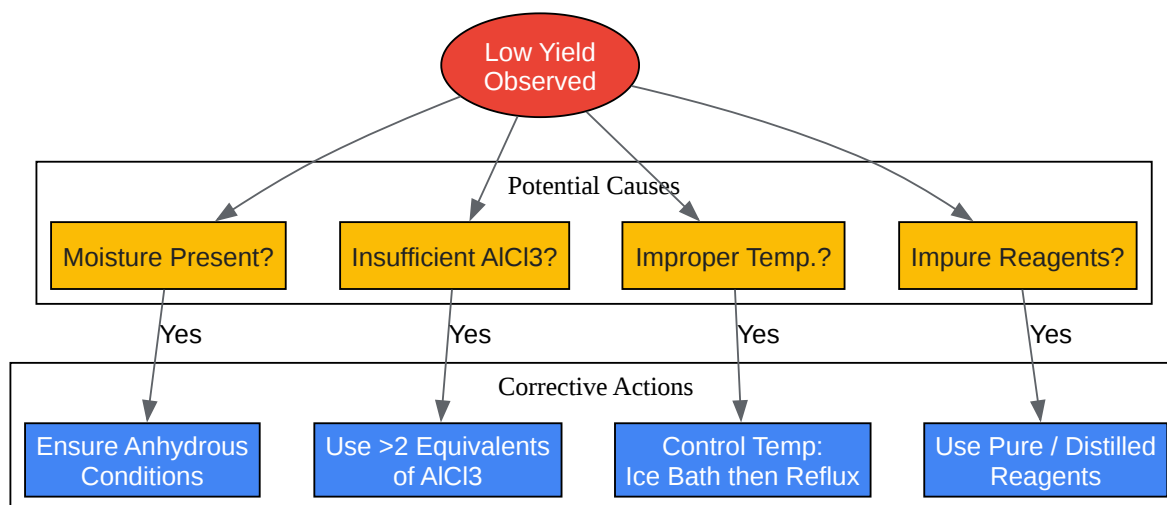 Low Yield
Observed
Potential Causes
Moisture Present?
Insufficient AlCl3?
Improper Temp.?
Impure Reagents?
Yes
Yes
Yes
Yes
Corrective Actions
Ensure Anhydrous
Conditions
Use >2 Equivalents
of AlCl3
Control Temp:
Ice Bath then Reflux
Use Pure / Distilled
Reagents